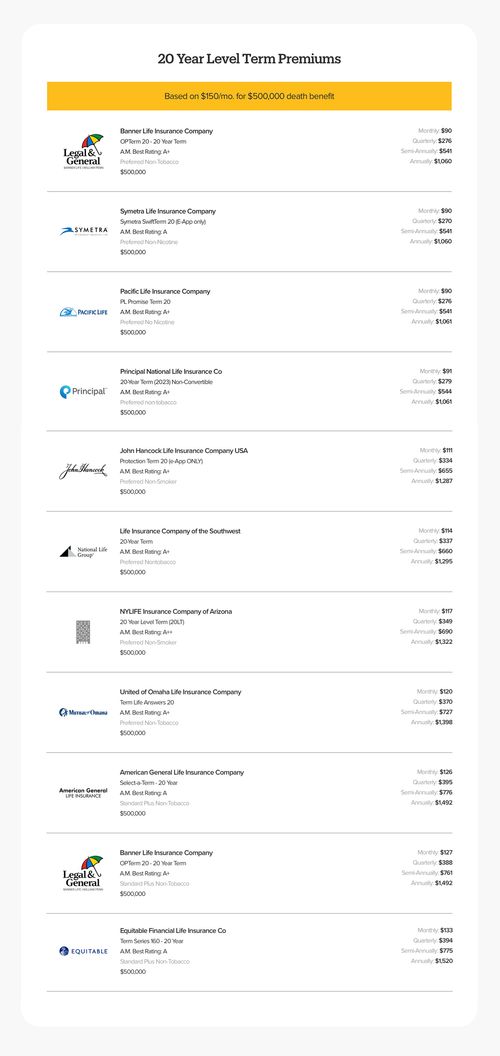 20 Year Level Term Premiums
Based on $150/mo. for $500,000 death benefit
Legal &
General
Banner Life Insurance Company
OPTerm 20 - 20 Year Term
A.M. Best Rating: A+
Preferred Non-Tobacco
$500,000
Monthly: $90
Quarterly: $276
Semi-Annually: $541
Annually: $1,060
SYMETRA
Symetra Life Insurance Company
Symetra SwiftTerm 20 (E-App only)
A.M. Best Rating: A
Preferred Non-Nicotine
$500,000
Monthly: $90
Quarterly: $270
Semi-Annually: $541
Annually: $1,060
PACIFIC LIFE
Pacific Life Insurance Company
PL Promise Term 20
A.M. Best Rating: A+
Preferred No Nicotine
$500,000
Monthly: $90
Quarterly: $276
Semi-Annually: $541
Annually: $1,061
Principal
Principal National Life Insurance Co
20-Year Term (2023) Non-Convertible
A.M. Best Rating: A+
Preferred non-tobacco
$500,000
Monthly: $91
Quarterly: $279
Semi-Annually: $544
Annually: $1,061
John Hancock
John Hancock Life Insurance Company USA
Protection Term 20 (e-App ONLY)
A.M. Best Rating: A+
Preferred Non-Smoker
$500,000
Monthly: $111
Quarterly: $334
Semi-Annually: $655
Annually: $1,287
National Life
Group
Life Insurance Company of the Southwest
20-Year Term
A.M. Best Rating: A+
Preferred Nontobacco
$500,000
Monthly: $114
Quarterly: $337
Semi-Annually: $660
Annually: $1,295
NYLIFE Insurance Company of Arizona
20 Year Level Term (20LT)
A.M. Best Rating: A++
Preferred Non-Tobacco
$500,000
Monthly: $117
Quarterly: $349
Semi-Annually: $690
Annually: $1,322
MUTUAL of OMAHA
United of Omaha Life Insurance Company
Term Life Answers 20
A.M. Best Rating: A+
Preferred Non-Tobacco
$500,000
Monthly: $120
Quarterly: $370
Semi-Annually: $727
Annually: $1,398
American General
LIFE INSURANCE
American General Life Insurance Company
Select-a-Term - 20 Year
A.M. Best Rating: A
Standard Plus Non-Tobacco
$500,000
Monthly: $126
Quarterly: $395
Semi-Annually: $776
Annually: $1,492
Legal &
General
Banner Life Insurance Company
OPTerm 20 - 20 Year Term
A.M. Best Rating: A+
Standard Plus Non-Tobacco
$500,000
Monthly: $127
Quarterly: $388
Semi-Annually: $761
Annually: $1,492
EQUITABLE
Equitable Financial Life Insurance Co
Term Series 160 - 20 Year
A.M. Best Rating: A
Standard Plus Non-Tobacco
$500,000
Monthly: $133
Quarterly: $394
Semi-Annually: $775
Annually: $1,520